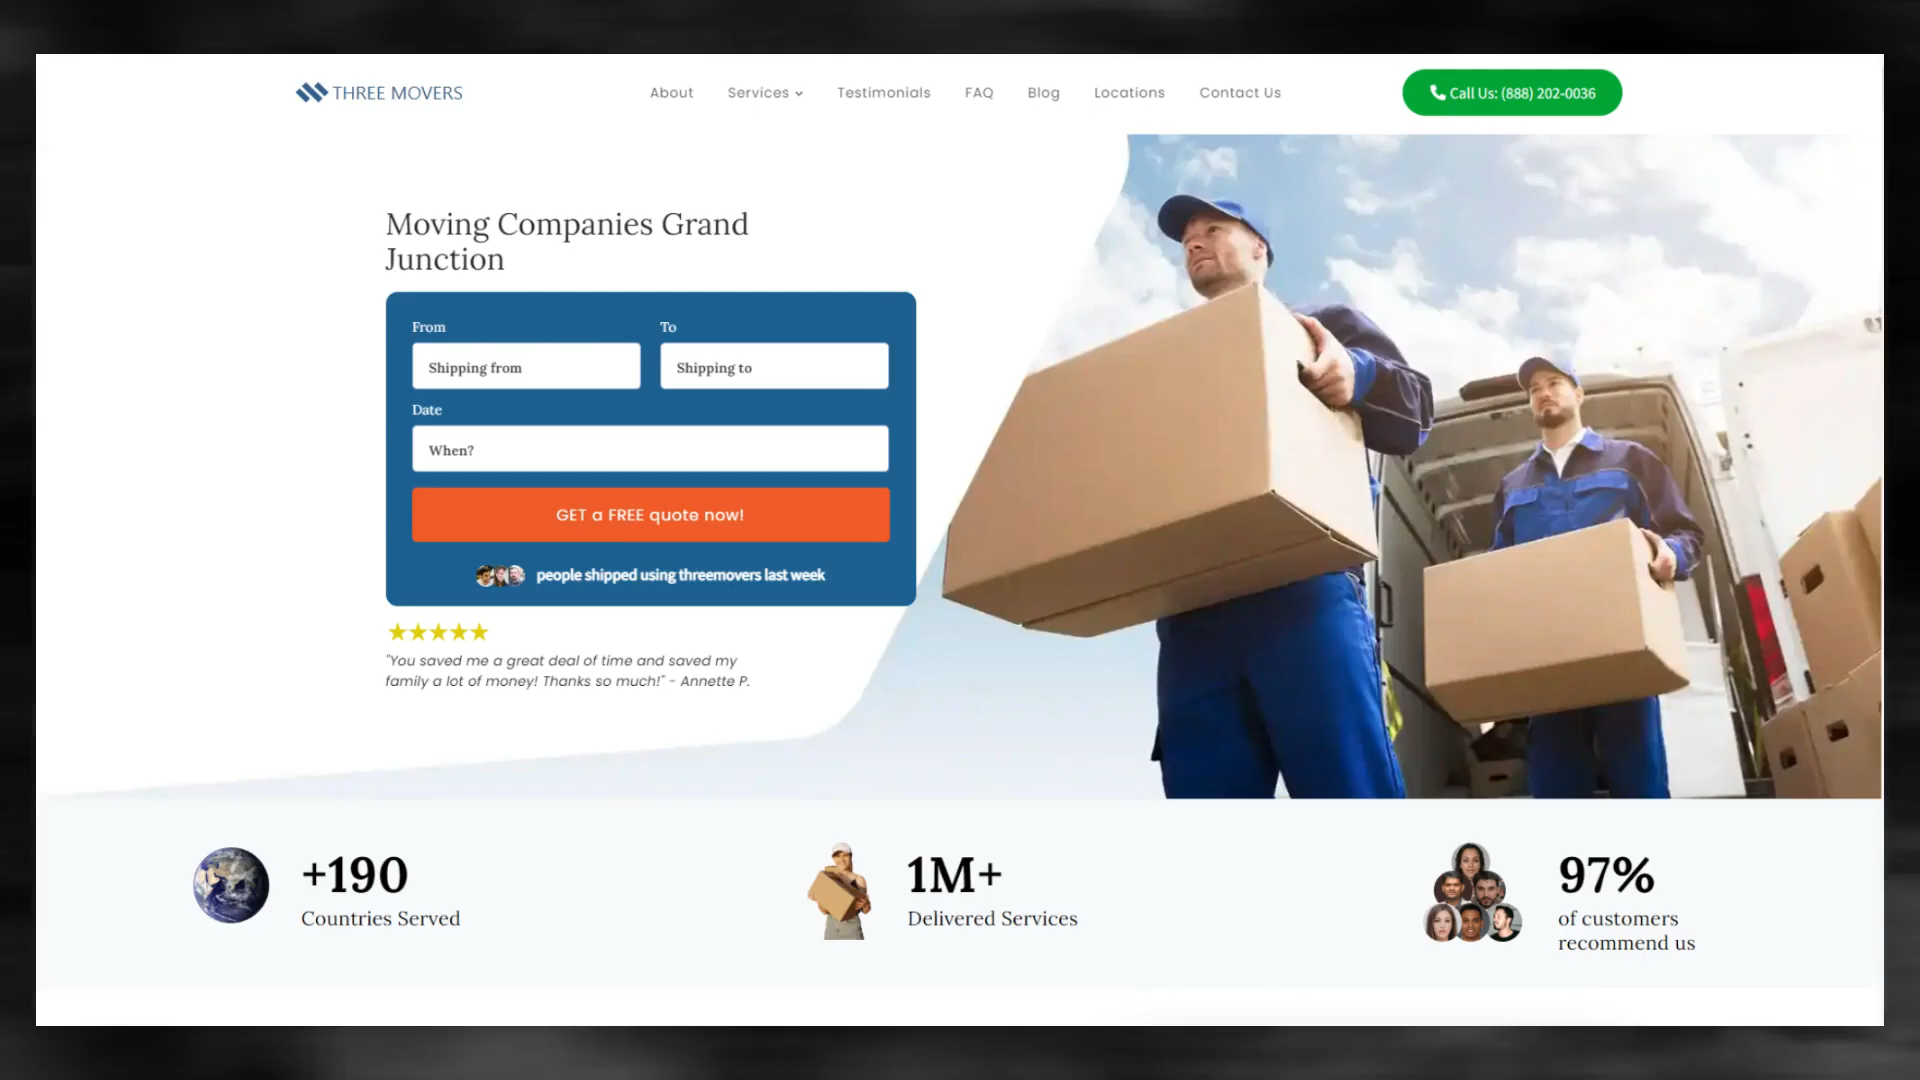 THREE MOVERS
About
Services
Testimonials
FAQ
Blog
Locations
Contact Us
Call Us: (888) 202-0036
Moving Companies Grand
Junction
From
To
Shipping from
Shipping to
Date
When?
GET a FREE quote now!
people shipped using threemovers last week
"You saved me a great deal of time and saved my
family a lot of money! Thanks so much!" - Annette P.
+190
Countries Served
1M+
Delivered Services
97%
of customers
recommend us